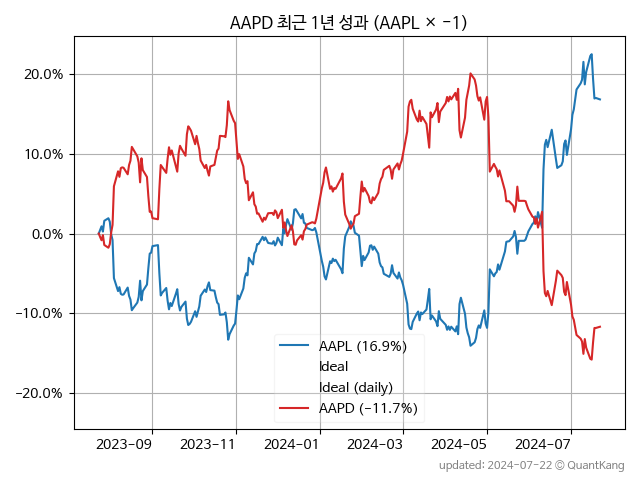 AAPD 최근 1년 성과 (AAPL × −1)
20.0%
10.0%
0.0%
−10.0%
−20.0%
AAPL (16.9%)
Ideal
Ideal (daily)
AAPD (−11.7%)
2023−09
2023−11
2024−01
2024−03
2024−05
2024−07
updated: 2024-07-22 © QuantKang